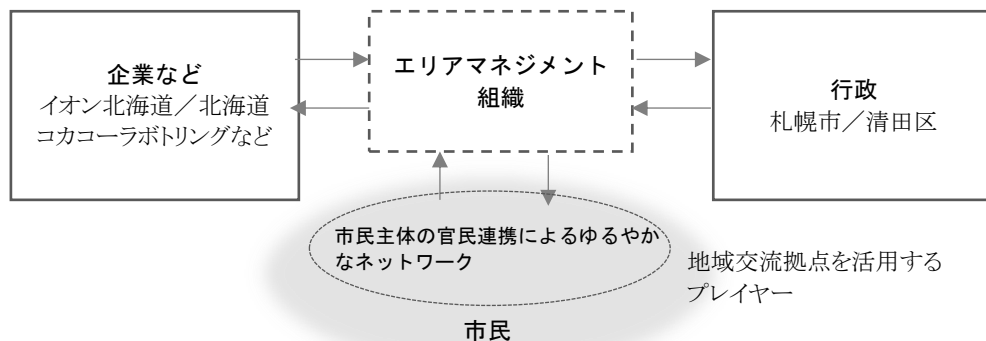 企業など
イオン北海道／北海道
コカコーラボトリングなど
エリアマネジメント
組織
行政
札幌市／清田区
市民主体の官民連携によるゆるやか
なネットワーク
地域交流拠点を活用する
プレイヤー
市民